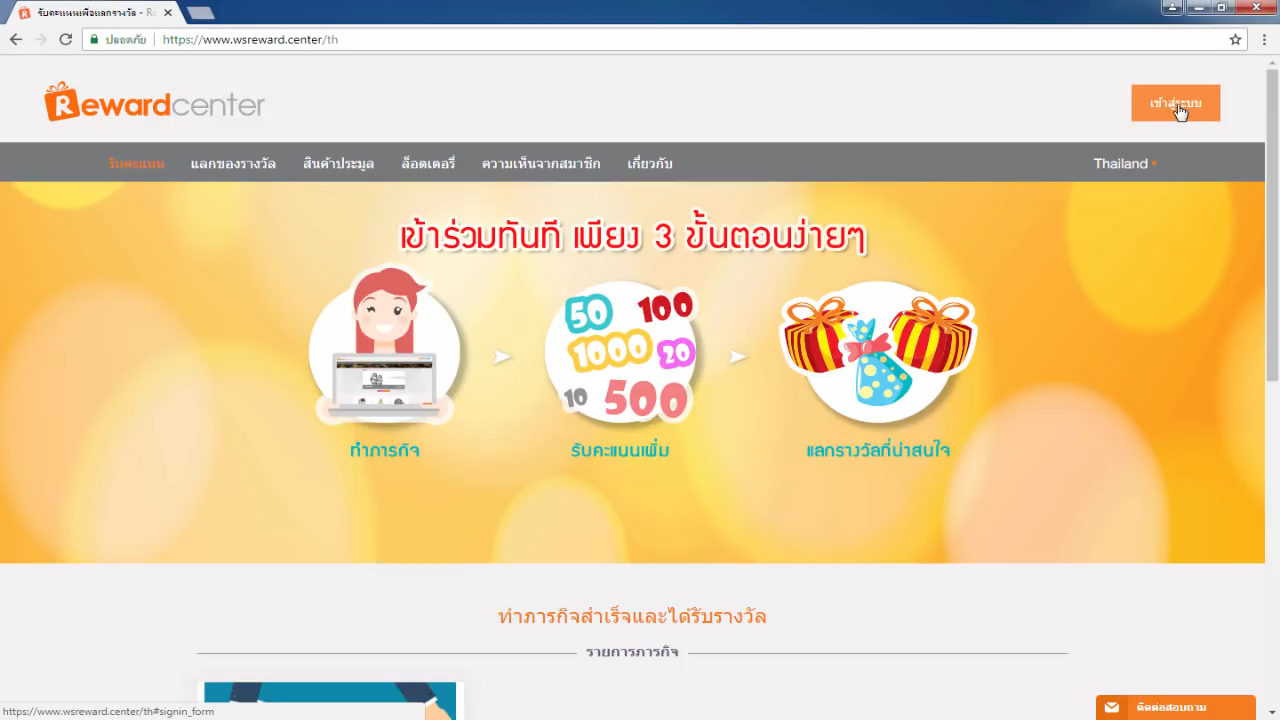 รับคะแนนเพื่อแลกรางวัล - Re
ปลอดภัย
https://www.wsreward.center/th
Rewardcenter
เข้าสู่ระบบ
รับคะแนน แลกของรางวัล สินค้าประมูล ล็อตเตอรี่ ความเห็นจากสมาชิก เกี่ยวกับ Thailand
เข้าร่วมทันที เพียง 3 ขั้นตอนง่ายๆ
50 100
1000 20
10 500
ทำภารกิจ รับคะแนนเพิ่ม แลกรางวัลที่น่าสนใจ
ทำภารกิจสำเร็จและได้รับรางวัล
รายการภารกิจ
ติดต่อสอบถาม
https://www.wsreward.center/th#signin_form